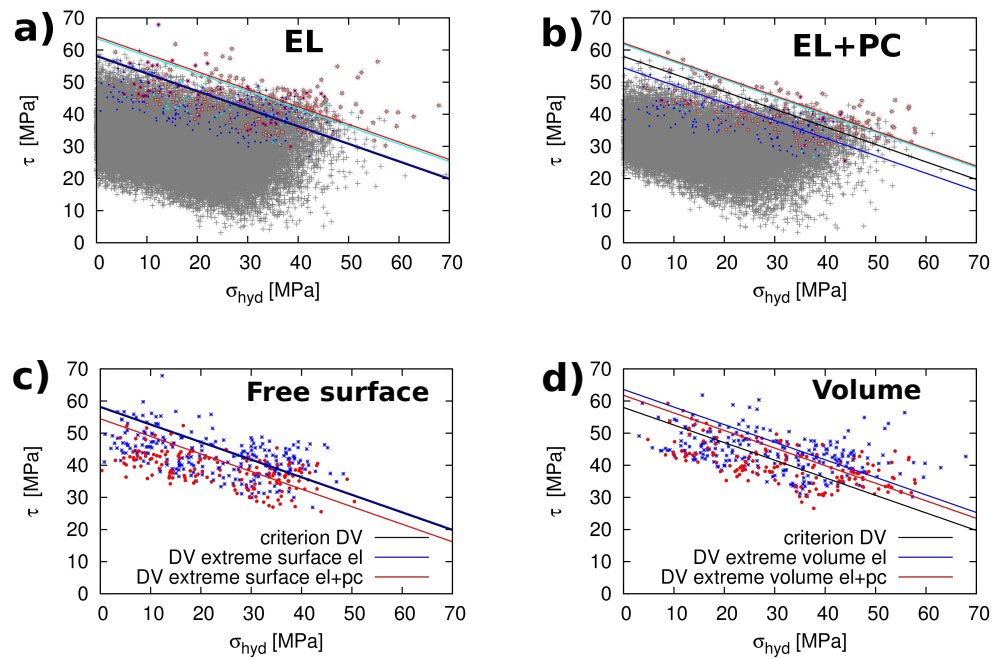 a) EL
70
60
50
40
30
20
10
0
τ [MPa]
0 10 20 30 40 50 60 70
σhyd [MPa]
b) EL+PC
70
60
50
40
30
20
10
0
τ [MPa]
0 10 20 30 40 50 60 70
σhyd [MPa]
c) Free surface
70
60
50
40
30
20
10
0
τ [MPa]
criterion DV
DV extreme surface el
DV extreme surface el+pc
0 10 20 30 40 50 60 70
σhyd [MPa]
d) Volume
70
60
50
40
30
20
10
0
τ [MPa]
criterion DV
DV extreme volume el
DV extreme volume el+pc
0 10 20 30 40 50 60 70
σhyd [MPa]